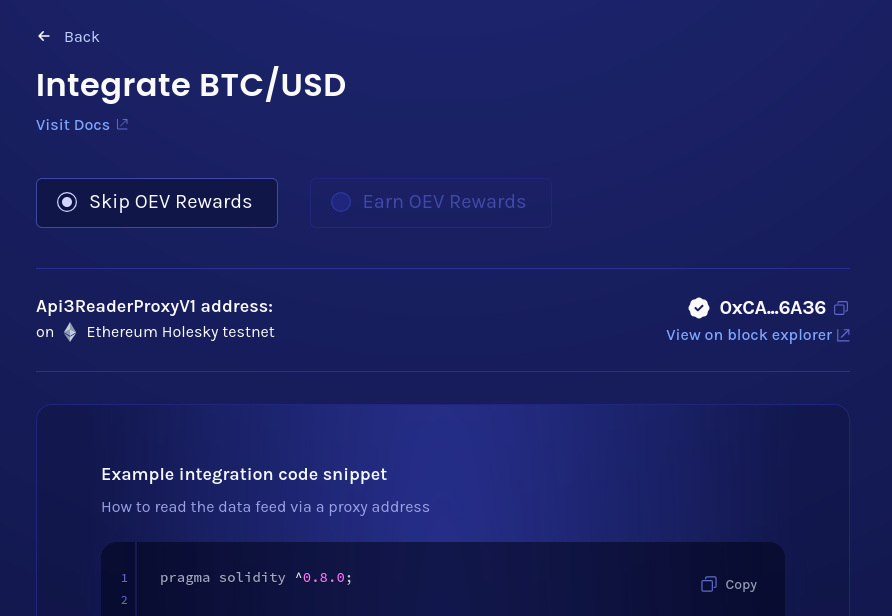 Back
Integrate BTC/USD
Visit Docs
Skip OEV Rewards
Earn OEV Rewards
Api3ReaderProxyV1 address:
on Ethereum Holesky testnet
0xCA...6A36
View on block explorer
Example integration code snippet
How to read the data feed via a proxy address
1 pragma solidity ^0.8.0;
Copy
2